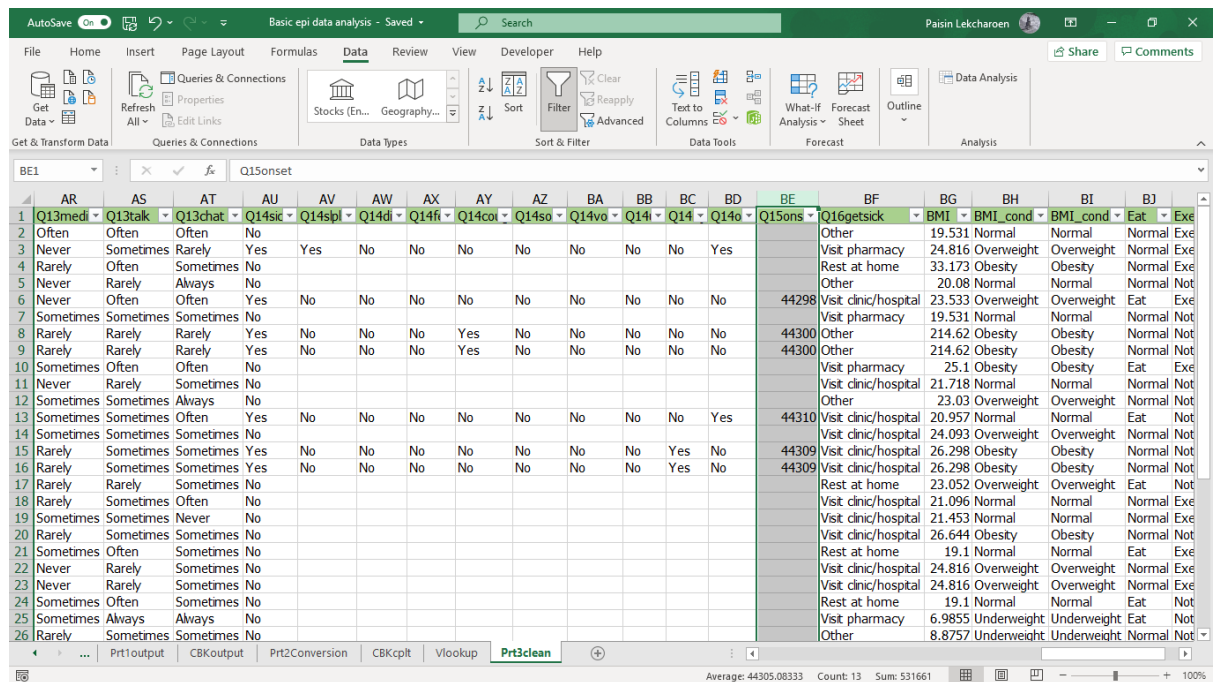 AutoSave On Basic epi data analysis - Saved Search Paisin Lekcharoen
File Home Insert Page Layout Formulas Data Review View Developer Help Share Comments
Get Data Refresh All Queries & Connections Properties Edit Links Stocks (En... Geography... Sort Filter Clear Reapply Advanced Text to Columns What-If Analysis Forecast Sheet Outline Data Analysis
Get & Transform Data Queries & Connections Data Types Sort & Filter Data Tools Forecast Analysis
BE1 fx Q15onset
AR AS AT AU AV AW AX AY AZ BA BB BC BD BE BF BG BH BI BJ
1 Q13medi Q13talk Q13chat Q14sic Q14slpl Q14di Q14f Q14cou Q14so Q14vo Q14 Q14 Q14o Q15ons Q16getsick BMI BMI_cond BMI_cond Eat Exe
2 Often Often Often No Other 19.531 Normal Normal Normal Exe
3 Never Sometimes Rarely Yes Yes No No No No No No No Yes Visit pharmacy 24.816 Overweight Overweight Normal Exe
4 Rarely Often Sometimes No Rest at home 33.173 Obesity Obesity Normal Exe
5 Never Rarely Always No Other 20.08 Normal Normal Normal Not
6 Never Often Often Yes No No No No No No No No No 44298 Visit clinic/hospital 23.533 Overweight Overweight Eat Exe
7 Sometimes Sometimes Sometimes No Visit pharmacy 19.531 Normal Normal Normal Not
8 Rarely Rarely Rarely Yes No No No Yes No No No No No 44300 Other 214.62 Obesity Obesity Normal Not
9 Rarely Rarely Rarely Yes No No No Yes No No No No No 44300 Other 214.62 Obesity Obesity Normal Not
10 Sometimes Often Often No Visit pharmacy 25.1 Obesity Obesity Eat Exe
11 Never Rarely Sometimes No Visit clinic/hospital 21.718 Normal Normal Normal Not
12 Sometimes Sometimes Always No Other 23.03 Overweight Overweight Normal Not
13 Sometimes Sometimes Often Yes No No No No No No No No Yes 44310 Visit clinic/hospital 20.957 Normal Normal Eat Not
14 Sometimes Sometimes Sometimes No Visit clinic/hospital 24.093 Overweight Overweight Normal Not
15 Rarely Sometimes Sometimes Yes No No No No No No No Yes No 44309 Visit clinic/hospital 26.298 Obesity Obesity Normal Not
16 Rarely Sometimes Sometimes Yes No No No No No No No Yes No 44309 Visit clinic/hospital 26.298 Obesity Obesity Normal Not
17 Rarely Rarely Sometimes No Rest at home 23.052 Overweight Overweight Eat Not
18 Rarely Sometimes Often No Visit clinic/hospital 21.096 Normal Normal Normal Exe
19 Sometimes Sometimes Never No Visit clinic/hospital 21.453 Normal Normal Normal Exe
20 Rarely Sometimes Sometimes No Visit clinic/hospital 26.644 Obesity Obesity Normal Not
21 Sometimes Often Sometimes No Rest at home 19.1 Normal Normal Eat Exe
22 Never Rarely Sometimes No Visit clinic/hospital 24.816 Overweight Overweight Normal Exe
23 Never Rarely Sometimes No Visit clinic/hospital 24.816 Overweight Overweight Normal Exe
24 Sometimes Often Sometimes No Rest at home 19.1 Normal Normal Eat Not
25 Sometimes Always Always No Visit pharmacy 6.9855 Underweight Underweight Eat Not
26 Rarely Sometimes Sometimes No Other 8.8757 Underweight Underweight Normal Not
... Prt1output CBKoutput Prt2Conversion CBKcplt Vlookup Prt3clean
Average: 44305.08333 Count: 13 Sum: 531661 100%